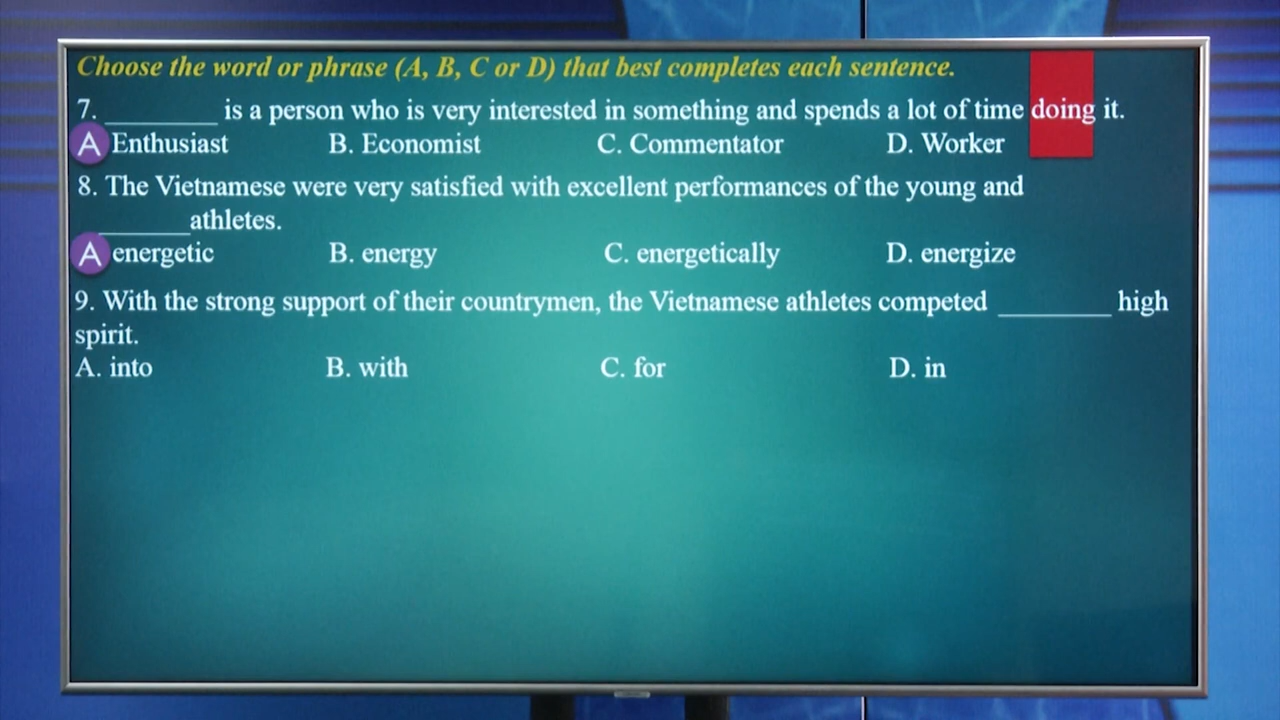 Choose the word or phrase (A, B, C or D) that best completes each sentence.
7. ________ is a person who is very interested in something and spends a lot of time doing it.
A Enthusiast B. Economist C. Commentator D. Worker
8. The Vietnamese were very satisfied with excellent performances of the young and
_______athletes.
A energetic B. energy C. energetically D. energize
9. With the strong support of their countrymen, the Vietnamese athletes competed ________ high
spirit.
A. into B. with C. for D. in